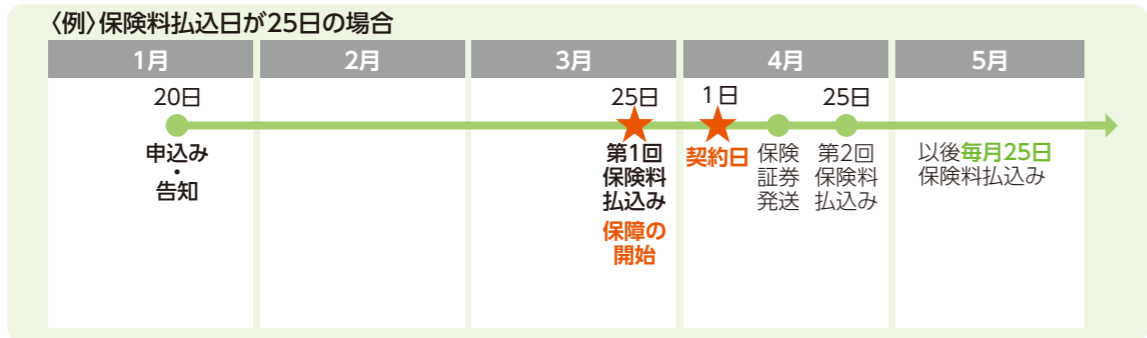 〈例〉保険料払込日が25日の場合
1月
2月
3月
4月
5月
20日
申込み
・
告知
25日
第1回
保険料
払込み
保障の
開始
1日
契約日
保険
証券
発送
25日
第2回
保険料
払込み
以後毎月25日
保険料払込み